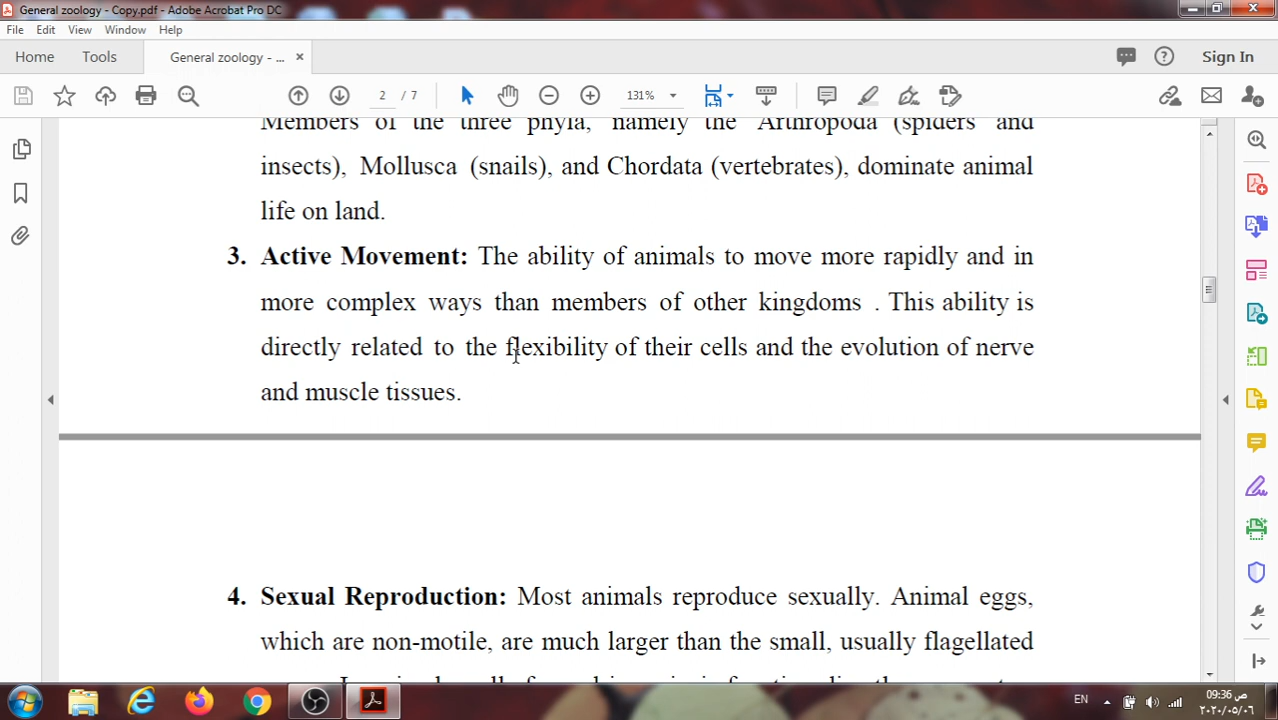 General zoology - Copy.pdf - Adobe Acrobat Pro DC
File Edit View Window Help
Home Tools General zoology - ... × Sign In
2 / 7 131%
Members of the three phyla, namely the Arthropoda (spiders and
insects), Mollusca (snails), and Chordata (vertebrates), dominate animal
life on land.
3. Active Movement: The ability of animals to move more rapidly and in
more complex ways than members of other kingdoms . This ability is
directly related to the flexibility of their cells and the evolution of nerve
and muscle tissues.
4. Sexual Reproduction: Most animals reproduce sexually. Animal eggs,
which are non-motile, are much larger than the small, usually flagellated
EN
09:36 ص
٢٠٢٠/٠٥/٠٦